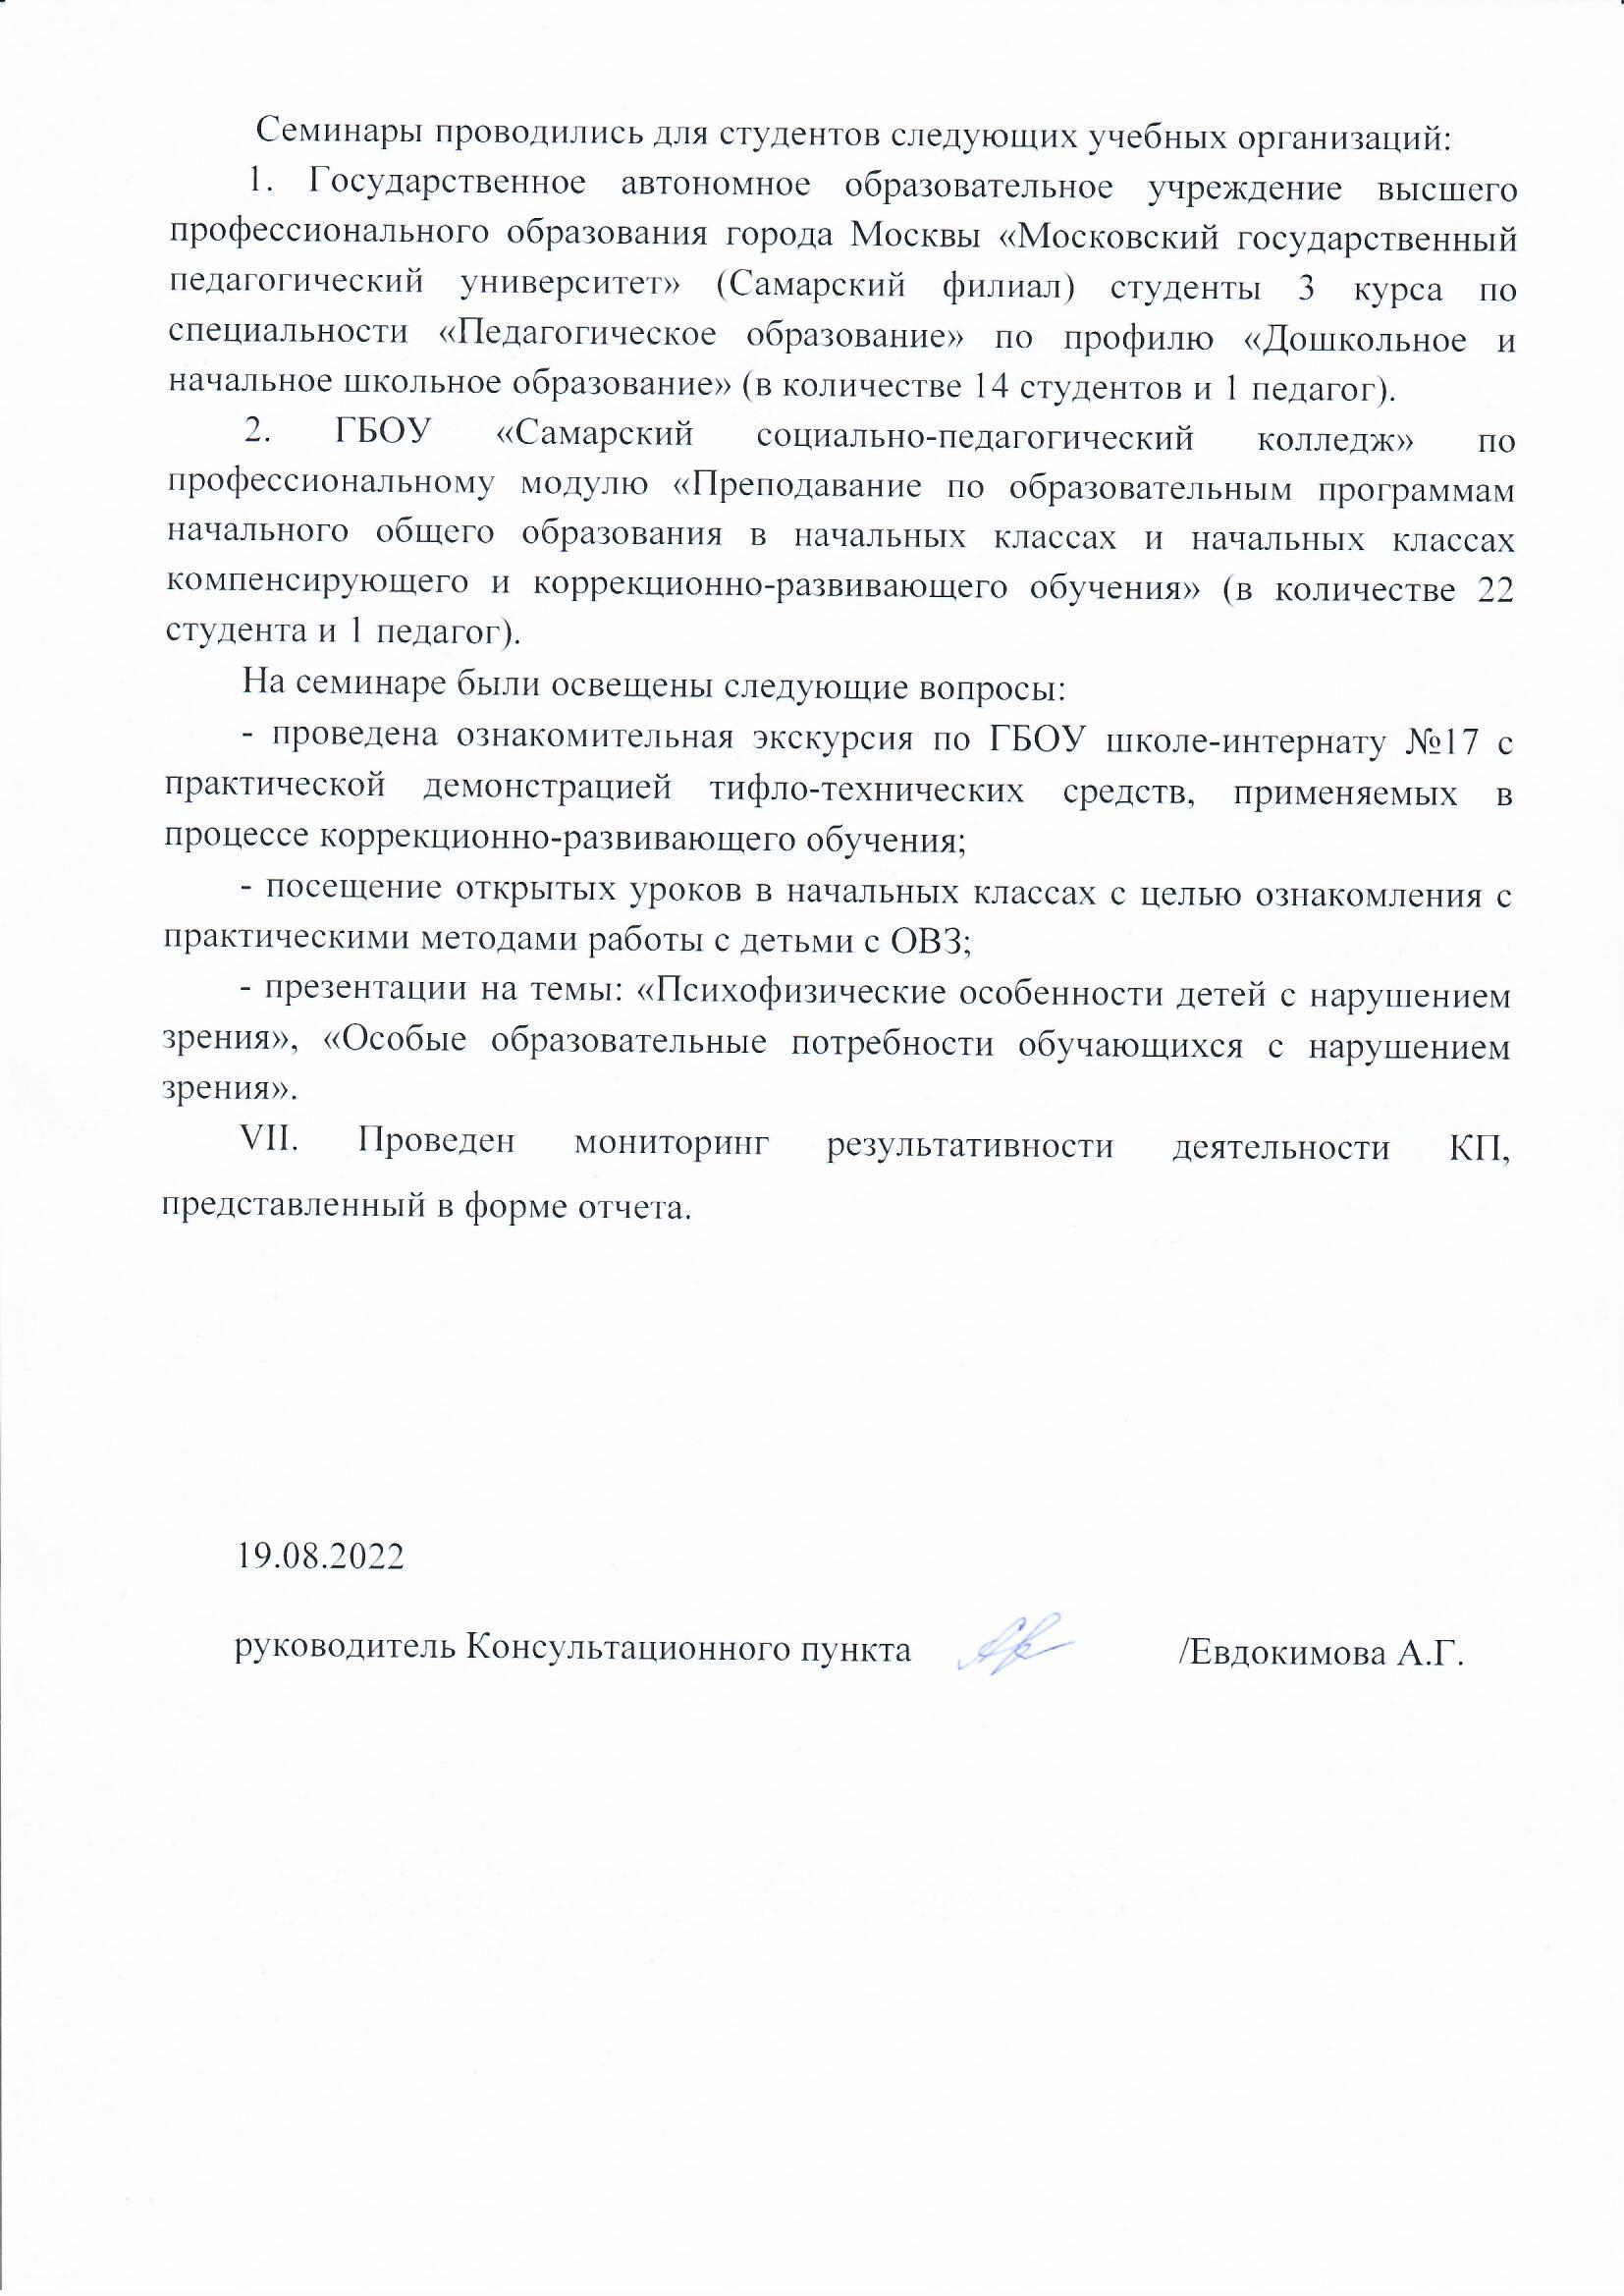 Семинары проводились для студентов следующих учебных организаций:
1. Государственное автономное образовательное учреждение высшего
профессионального образования города Москвы «Московский государственный
педагогический университет» (Самарский филиал) студенты 3 курса по
специальности «Педагогическое образование» по профилю «Дошкольное и
начальное школьное образование» (в количестве 14 студентов и 1 педагог).
2. ГБОУ «Самарский социально-педагогический колледж» по
профессиональному модулю «Преподавание по образовательным программам
начального общего образования в начальных классах и начальных классах
компенсирующего и коррекционно-развивающего обучения» (в количестве 22
студента и 1 педагог).
На семинаре были освещены следующие вопросы:
- проведена ознакомительная экскурсия по ГБОУ школе-интернату №17 с
практической демонстрацией тифло-технических средств, применяемых в
процессе коррекционно-развивающего обучения;
- посещение открытых уроков в начальных классах с целью ознакомления с
практическими методами работы с детьми с ОВЗ;
- презентации на темы: «Психофизические особенности детей с нарушением
зрения», «Особые образовательные потребности обучающихся с нарушением
зрения».
VII. Проведен мониторинг результативности деятельности КП,
представленный в форме отчета.
19.08.2022
руководитель Консультационного пункта /Евдокимова А.Г.